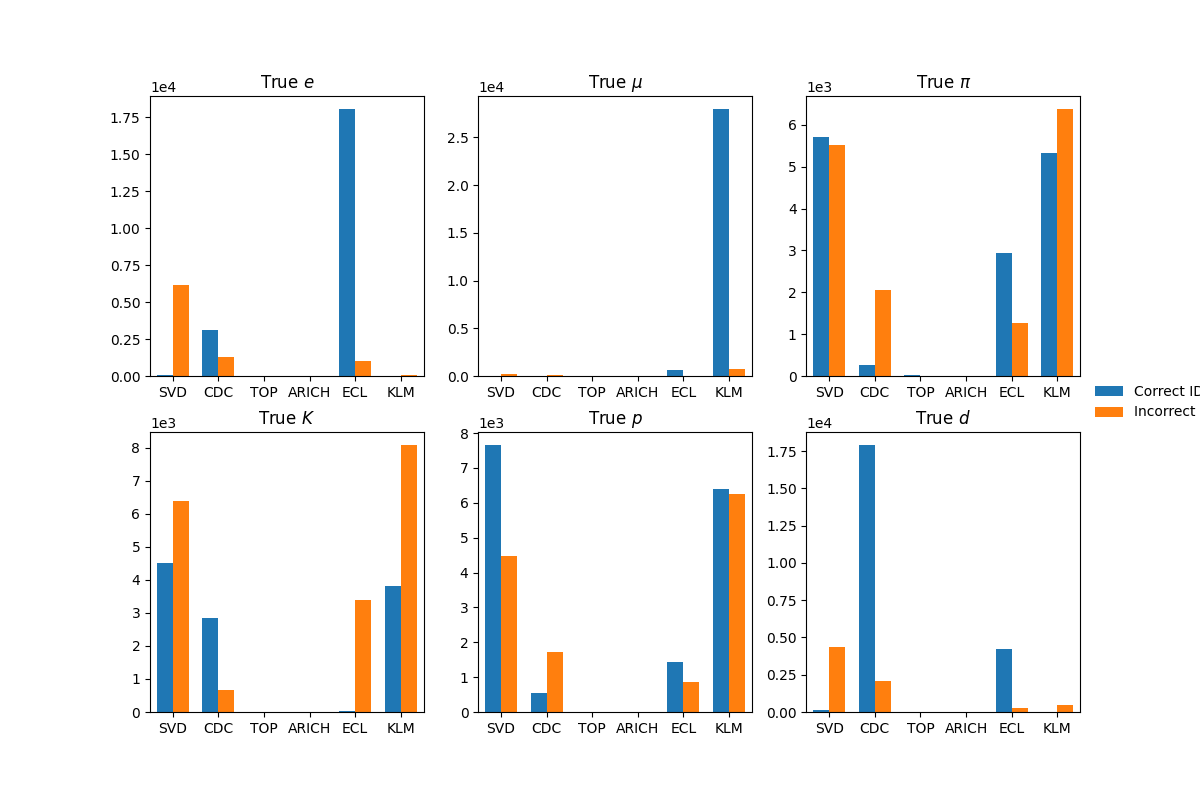 True e
True μ
True π
1e4
1e4
1e3
1.75
1.50
1.25
1.00
0.75
0.50
0.25
0.00
2.5
2.0
1.5
1.0
0.5
0.0
6
5
4
3
2
1
0
SVD CDC TOP ARICH ECL KLM
SVD CDC TOP ARICH ECL KLM
SVD CDC TOP ARICH ECL KLM
Correct ID
Incorrect
True K
True p
True d
1e3
1e3
1e4
8
7
6
5
4
3
2
1
0
8
7
6
5
4
3
2
1
0
1.75
1.50
1.25
1.00
0.75
0.50
0.25
0.00
SVD CDC TOP ARICH ECL KLM
SVD CDC TOP ARICH ECL KLM
SVD CDC TOP ARICH ECL KLM